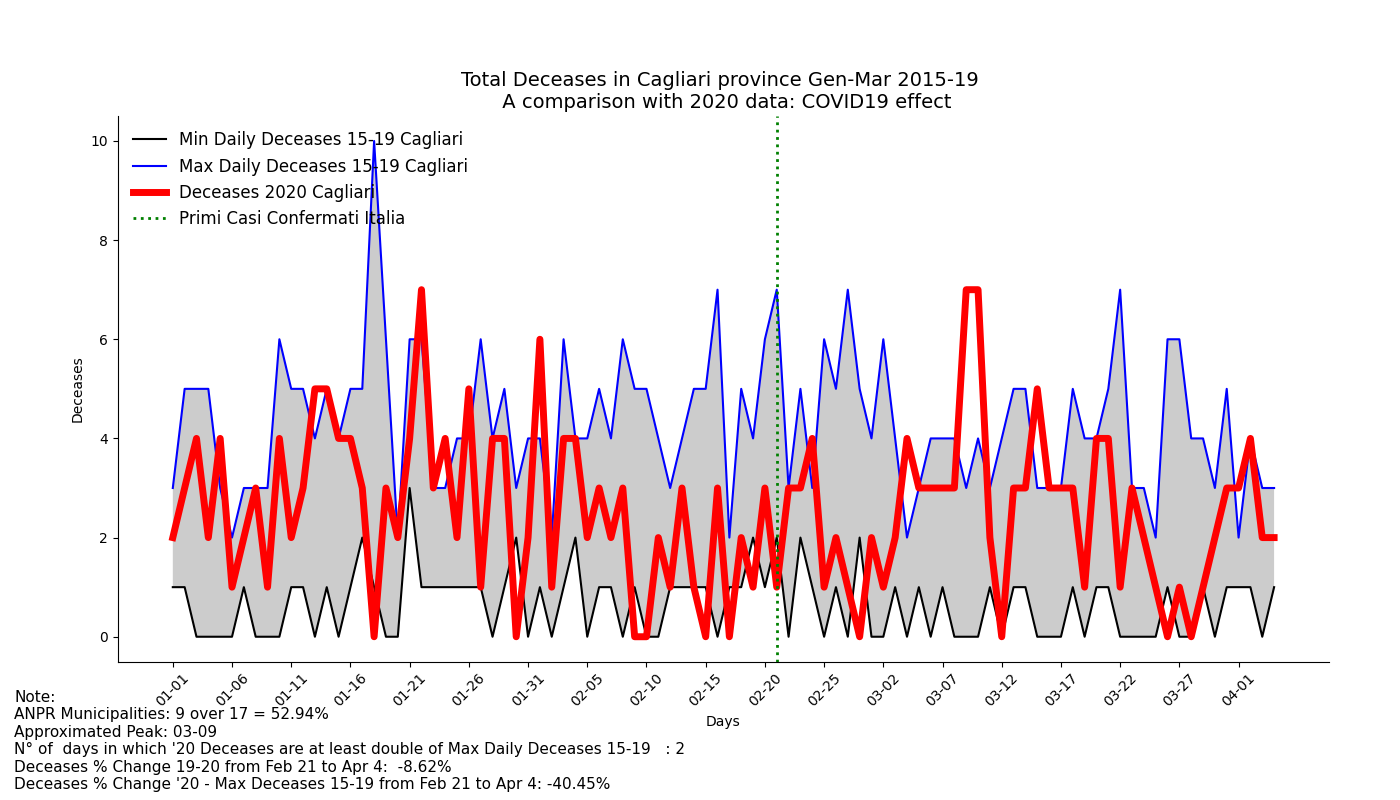 Total Deceases in Cagliari province Gen-Mar 2015-19
A comparison with 2020 data: COVID19 effect
Min Daily Deceases 15-19 Cagliari
Max Daily Deceases 15-19 Cagliari
Deceases 2020 Cagliari
Primi Casi Confermati Italia
10
8
6
4
2
0
Deceases
01-01 01-06 01-11 01-16 01-21 01-26 01-31 02-05 02-10 02-15 02-20 02-25 03-02 03-07 03-12 03-17 03-22 03-27 04-01
Days
Note:
ANPR Municipalities: 9 over 17 = 52.94%
Approximated Peak: 03-09
N° of  days in which '20 Deceases are at least double of Max Daily Deceases 15-19   : 2
Deceases % Change 19-20 from Feb 21 to Apr 4:  -8.62%
Deceases % Change '20 - Max Deceases 15-19 from Feb 21 to Apr 4: -40.45%